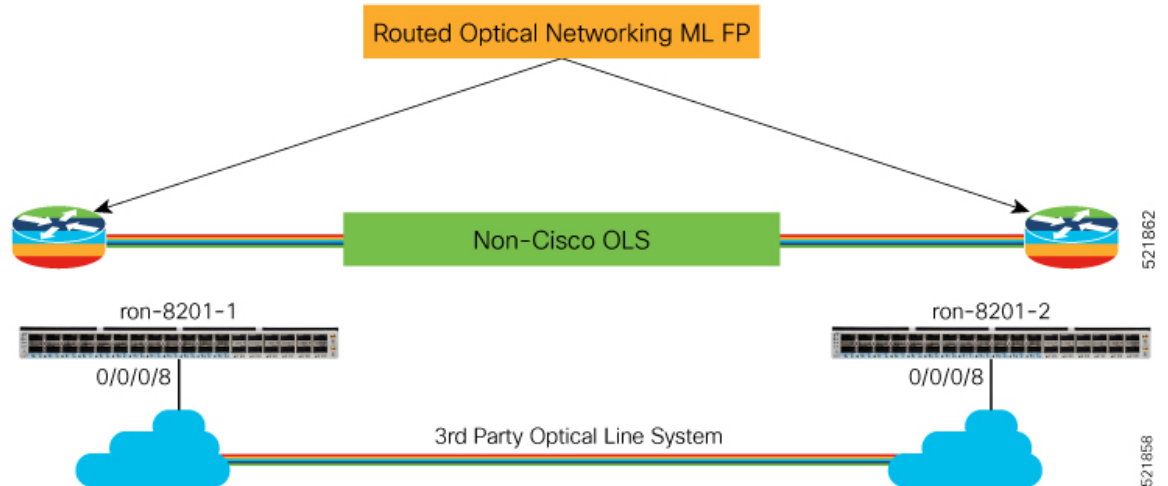 Routed Optical Networking ML FP
Non-Cisco OLS
521862
ron-8201-1
ron-8201-2
0/0/0/8
0/0/0/8
3rd Party Optical Line System
521858